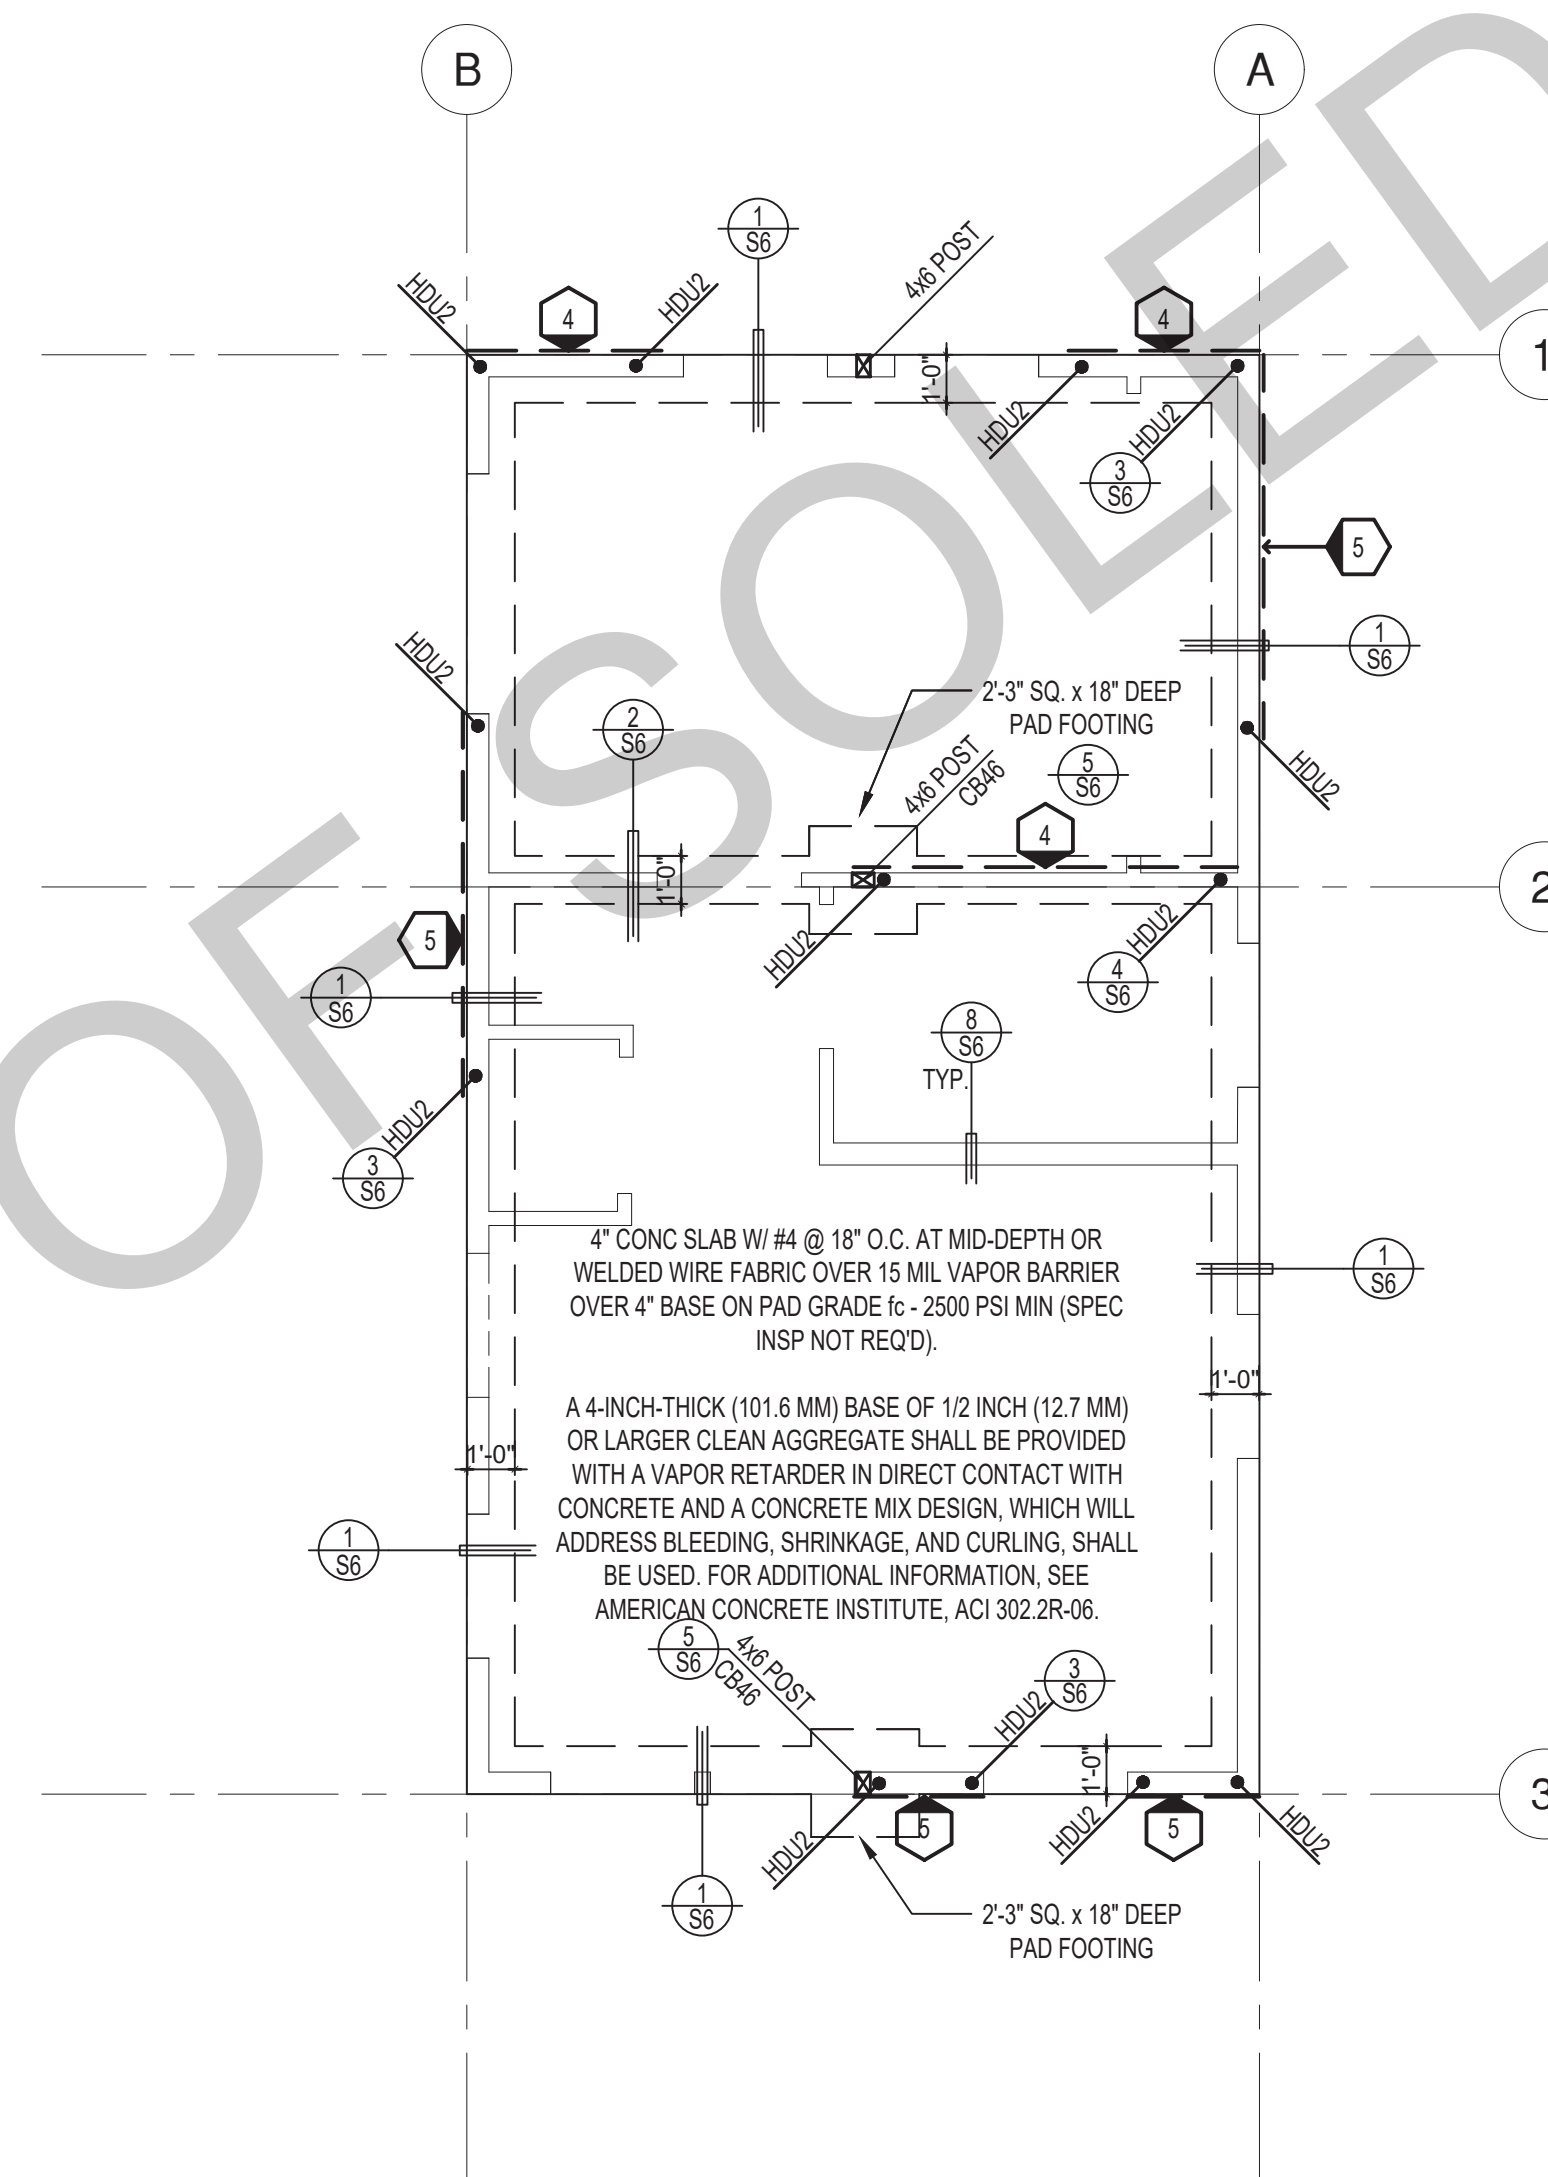 B
A
1
S6
4x6 POST
HDU2
4
HDU2
4
1
1'-0"
HDU2
HDU2
3
S6
5
1
S6
HDU2
2'-3" SQ. x 18" DEEP
PAD FOOTING
2
S6
4x6 POST
CB46
5
S6
HDU2
4
1'-0"
2
5
HDU2
HDU2
4
S6
1
S6
8
S6
TYP.
HDU2
3
S6
4" CONC SLAB W/ #4 @ 18" O.C. AT MID-DEPTH OR
WELDED WIRE FABRIC OVER 15 MIL VAPOR BARRIER
OVER 4" BASE ON PAD GRADE fc - 2500 PSI MIN (SPEC
INSP NOT REQ'D).
1
S6
A 4-INCH-THICK (101.6 MM) BASE OF 1/2 INCH (12.7 MM)
OR LARGER CLEAN AGGREGATE SHALL BE PROVIDED
WITH A VAPOR RETARDER IN DIRECT CONTACT WITH
CONCRETE AND A CONCRETE MIX DESIGN, WHICH WILL
ADDRESS BLEEDING, SHRINKAGE, AND CURLING, SHALL
BE USED. FOR ADDITIONAL INFORMATION, SEE
AMERICAN CONCRETE INSTITUTE, ACI 302.2R-06.
1'-0"
1'-0"
1
S6
5
S6
4x6 POST
CB46
HDU2
3
S6
1'-0"
3
HDU2
5
HDU2
5
HDU2
1
S6
2'-3" SQ. x 18" DEEP
PAD FOOTING
OF SOLED